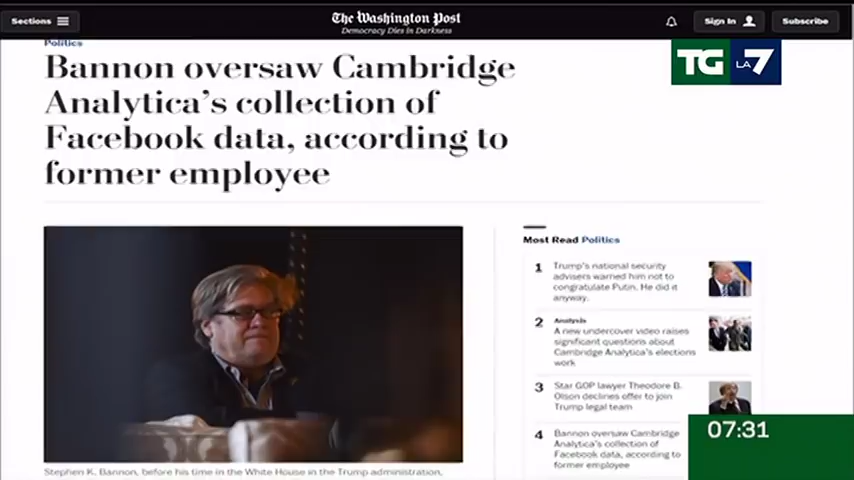 Sections
The Washington Post
Democracy Dies in Darkness
Sign In
Subscribe
Politics
TG LA7
Bannon oversaw Cambridge
Analytica's collection of
Facebook data, according to
former employee
Most Read Politics
1 Trump's national security
advisers warned him not to
congratulate Putin. He did it
anyway.
2 Analysis
A new undercover video raises
significant questions about
Cambridge Analytica's elections
work
3 Star GOP lawyer Theodore B.
Olson declines offer to join
Trump legal team
4 Bannon oversaw Cambridge
Analytica's collection of
Facebook data, according to
former employee
07:31
Stephen K. Bannon, before his time in the White House in the Trump administration,